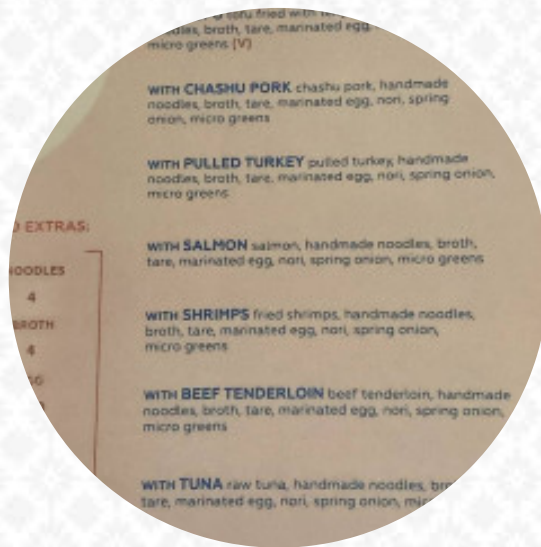 tofu fried with
noodles, broth, tare, marinated egg,
micro greens (V)
WITH CHASHU PORK chashu pork, handmade
noodles, broth, tare, marinated egg, nori, spring
onion, micro greens
WITH PULLED TURKEY pulled turkey, handmade
noodles, broth, tare, marinated egg, nori, spring onion,
micro greens
WITH SALMON salmon, handmade noodles, broth,
tare, marinated egg, nori, spring onion, micro greens
WITH SHRIMPS fried shrimps, handmade noodles,
broth, tare, marinated egg, nori, spring onion,
micro greens
WITH BEEF TENDERLOIN beef tenderloin, handmade
noodles, broth, tare, marinated egg, nori, spring onion,
micro greens
WITH TUNA raw tuna, handmade noodles,
tare, marinated egg, nori, spring onion,
EXTRAS:
NOODLES
4
BROTH
4